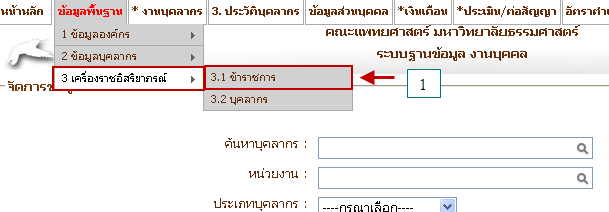 หน้าหลัก ข้อมูลพื้นฐาน * งานบุคลากร 3. ประวัติบุคลากร ข้อมูลส่วนบุคคล *เงินเดือน *ประเมิน/ต่อสัญญา อัตราค่า
1 ข้อมูลองค์กร
คณะแพทยศาสตร์ มหาวิทยาลัยธรรมศาสตร์
2 ข้อมูลบุคลากร
ระบบฐานข้อมูล งานบุคคล
3 เครื่องราชอิสริยาภรณ์ 3.1 ข้าราชการ 1
จัดการข้อมูล 3.2 บุคลากร
ค้นหาบุคลากร :
หน่วยงาน :
ประเภทบุคลากร : ----กรุณาเลือก----